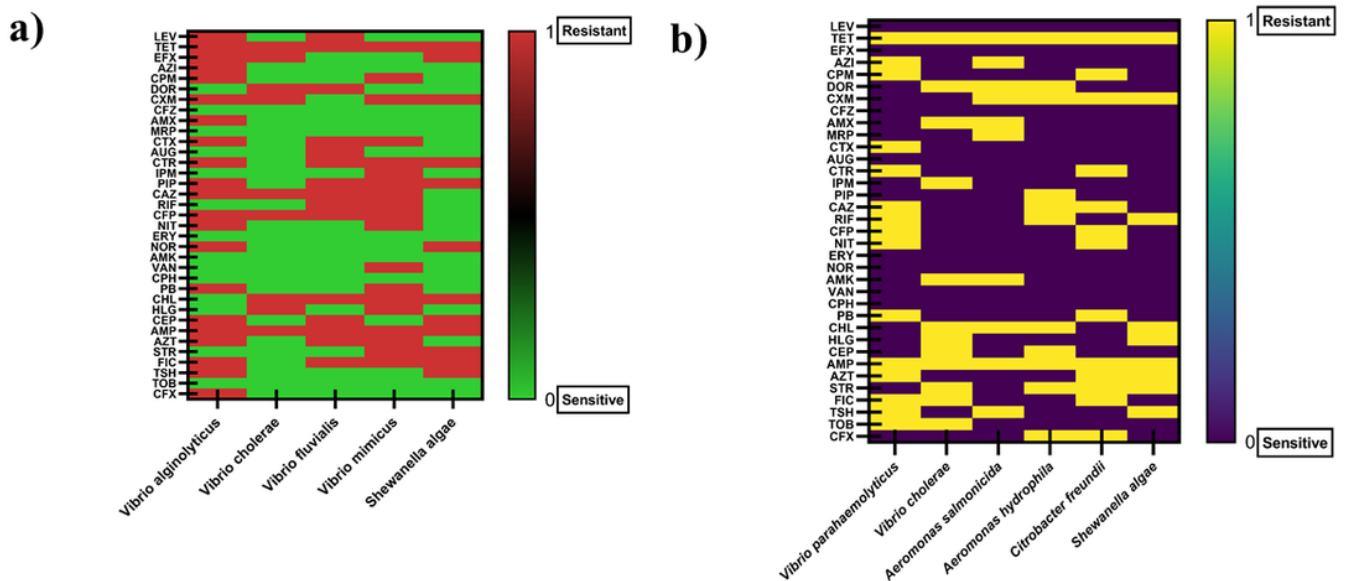 a)
LEV
TET
EFX
AZI
CPM
DOR
CXM
CFZ
AMX
MRP
CTX
AUG
CTR
IPM
PIP
CAZ
RIF
CFP
NIT
ERY
NOR
AMK
VAN
CPH
PB
CHL
HLG
CEP
AMP
AZT
STR
FIC
TSH
TOB
CFX
Vibrio alginolyticus
Vibrio cholerae
Vibrio fluvialis
Vibrio mimicus
Shewanella algae
1 Resistant
0 Sensitive
b)
LEV
TET
EFX
AZI
CPM
DOR
CXM
CFZ
AMX
MRP
CTX
AUG
CTR
IPM
PIP
CAZ
RIF
CFP
NIT
ERY
NOR
AMK
VAN
CPH
PB
CHL
HLG
CEP
AMP
AZT
STR
FIC
TSH
TOB
CFX
Vibrio parahaemolyticus
Vibrio cholerae
Aeromonas salmonicida
Aeromonas hydrophila
Citrobacter freundii
Shewanella algae
1 Resistant
0 Sensitive